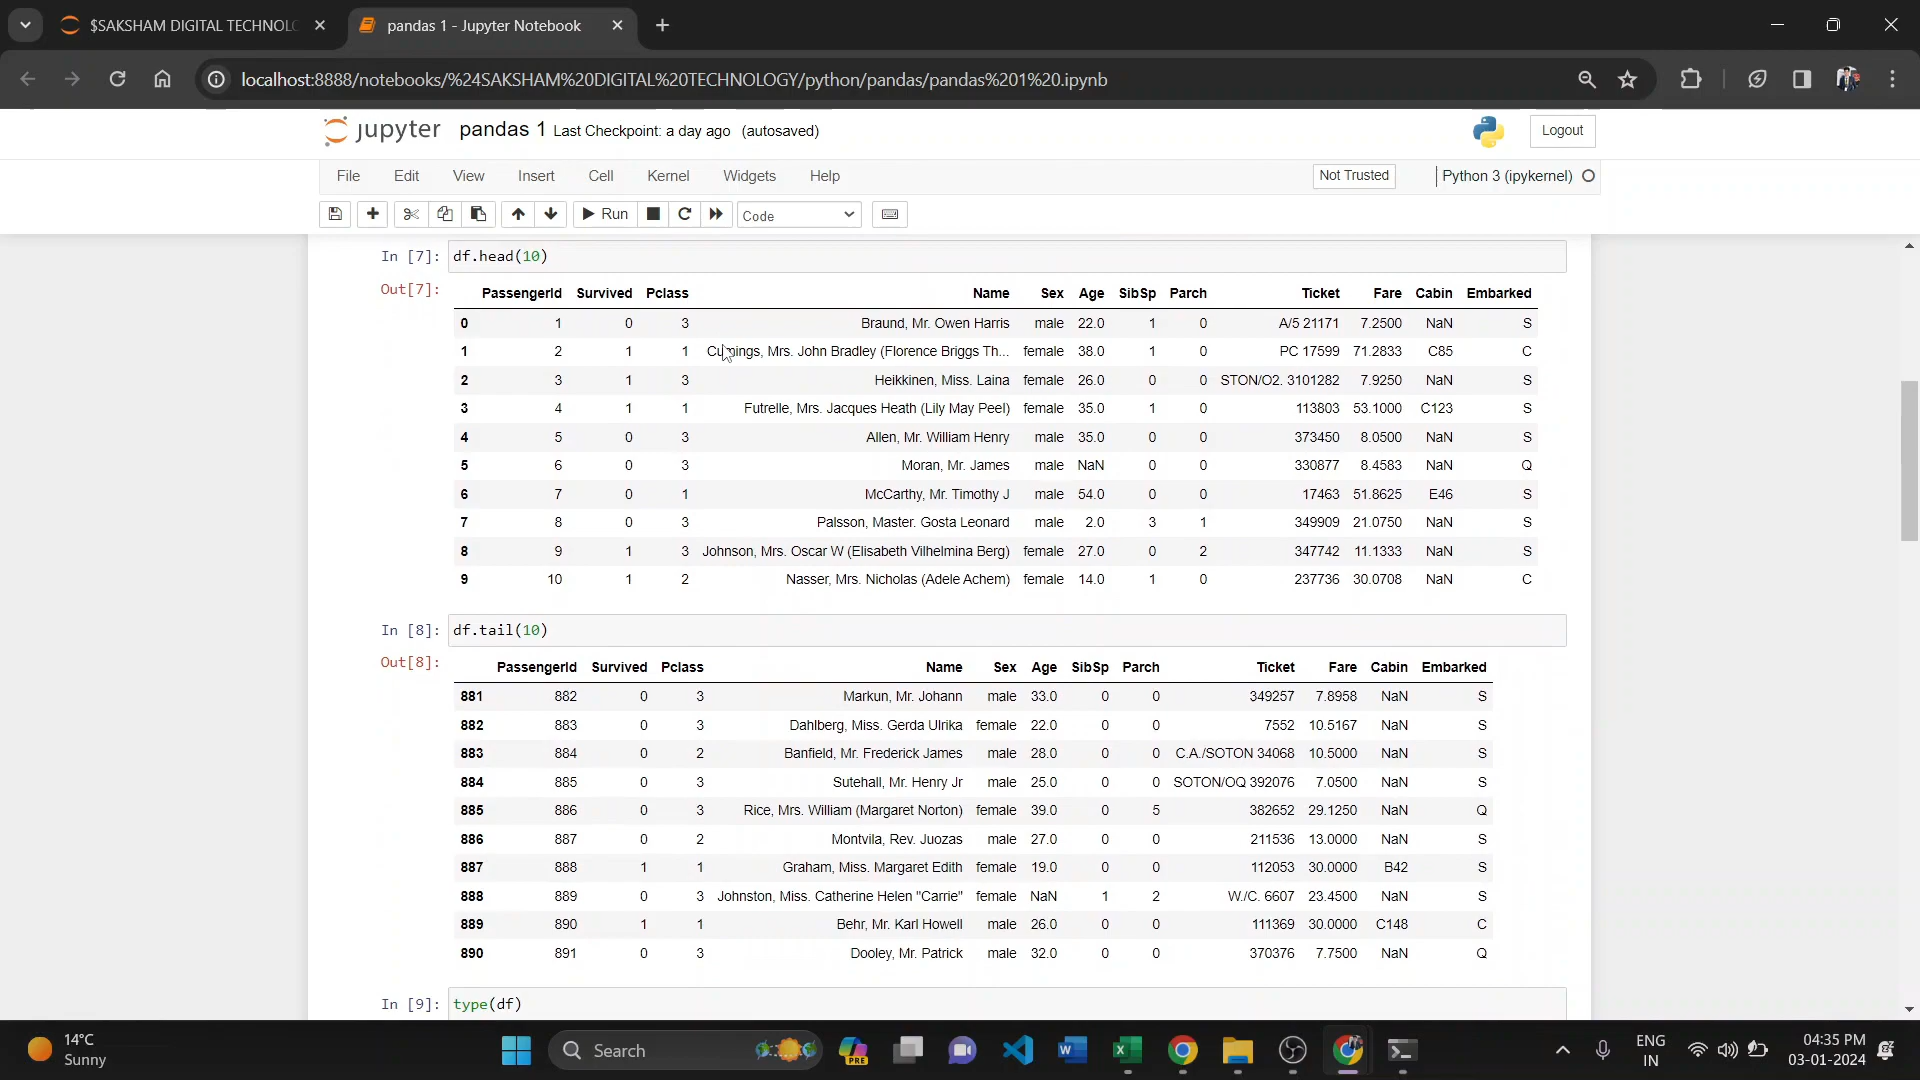 $SAKSHAM DIGITAL TECHNOLO
pandas 1 - Jupyter Notebook
localhost:8888/notebooks/%24SAKSHAM%20DIGITAL%20TECHNOLOGY/python/pandas/pandas%201%20.ipynb
jupyter pandas 1 Last Checkpoint: a day ago (autosaved)
Logout
File Edit View Insert Cell Kernel Widgets Help
Not Trusted
Python 3 (ipykernel)
Run
Code
In [7]: df.head(10)
Out[7]:
PassengerId Survived Pclass Name Sex Age SibSp Parch Ticket Fare Cabin Embarked
0 1 0 3 Braund, Mr. Owen Harris male 22.0 1 0 A/5 21171 7.2500 NaN S
1 2 1 1 Cumings, Mrs. John Bradley (Florence Briggs Th... female 38.0 1 0 PC 17599 71.2833 C85 C
2 3 1 3 Heikkinen, Miss. Laina female 26.0 0 0 STON/O2. 3101282 7.9250 NaN S
3 4 1 1 Futrelle, Mrs. Jacques Heath (Lily May Peel) female 35.0 1 0 113803 53.1000 C123 S
4 5 0 3 Allen, Mr. William Henry male 35.0 0 0 373450 8.0500 NaN S
5 6 0 3 Moran, Mr. James male NaN 0 0 330877 8.4583 NaN Q
6 7 0 1 McCarthy, Mr. Timothy J male 54.0 0 0 17463 51.8625 E46 S
7 8 0 3 Palsson, Master. Gosta Leonard male 2.0 3 1 349909 21.0750 NaN S
8 9 1 3 Johnson, Mrs. Oscar W (Elisabeth Vilhelmina Berg) female 27.0 0 2 347742 11.1333 NaN S
9 10 1 2 Nasser, Mrs. Nicholas (Adele Achem) female 14.0 1 0 237736 30.0708 NaN C
In [8]: df.tail(10)
Out[8]:
PassengerId Survived Pclass Name Sex Age SibSp Parch Ticket Fare Cabin Embarked
881 882 0 3 Markun, Mr. Johann male 33.0 0 0 349257 7.8958 NaN S
882 883 0 3 Dahlberg, Miss. Gerda Ulrika female 22.0 0 0 7552 10.5167 NaN S
883 884 0 2 Banfield, Mr. Frederick James male 28.0 0 0 C.A./SOTON 34068 10.5000 NaN S
884 885 0 3 Sutehall, Mr. Henry Jr male 25.0 0 0 SOTON/OQ 392076 7.0500 NaN S
885 886 0 3 Rice, Mrs. William (Margaret Norton) female 39.0 0 5 382652 29.1250 NaN Q
886 887 0 2 Montvila, Rev. Juozas male 27.0 0 0 211536 13.0000 NaN S
887 888 1 1 Graham, Miss. Margaret Edith female 19.0 0 0 112053 30.0000 B42 S
888 889 0 3 Johnston, Miss. Catherine Helen "Carrie" female NaN 1 2 W./C. 6607 23.4500 NaN S
889 890 1 1 Behr, Mr. Karl Howell male 26.0 0 0 111369 30.0000 C148 C
890 891 0 3 Dooley, Mr. Patrick male 32.0 0 0 370376 7.7500 NaN Q
In [9]: type(df)
14°C
Sunny
Search
PRE
ENG
IN
04:35 PM
03-01-2024